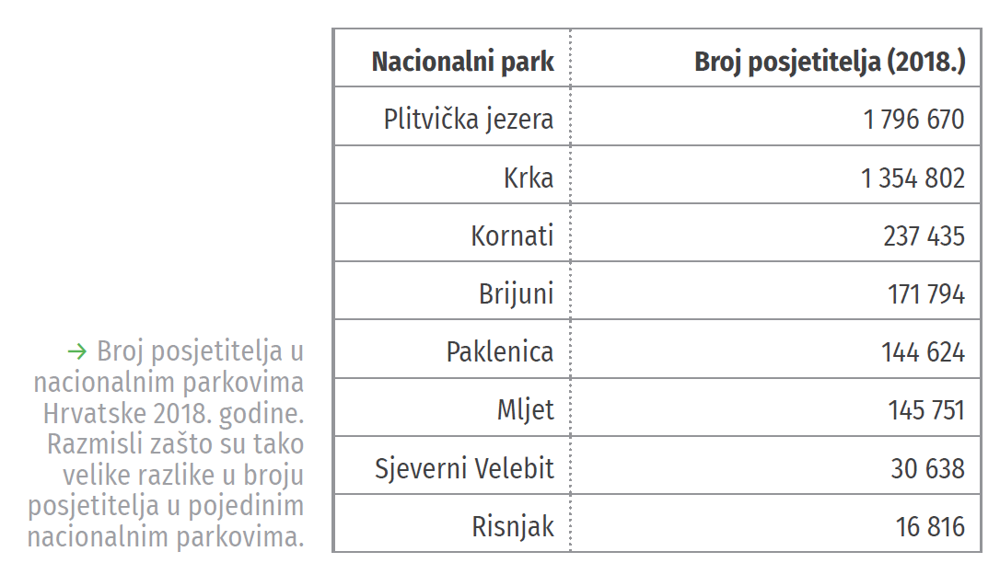 Nacionalni park Broj posjetitelja (2018.)
Plitvička jezera 1 796 670
Krka 1 354 802
Kornati 237 435
Brijuni 171 794
Paklenica 144 624
Mljet 145 751
Sjeverni Velebit 30 638
Risnjak 16 816
→ Broj posjetitelja u
nacionalnim parkovima
Hrvatske 2018. godine.
Razmisli zašto su tako
velike razlike u broju
posjetitelja u pojedinim
nacionalnim parkovima.